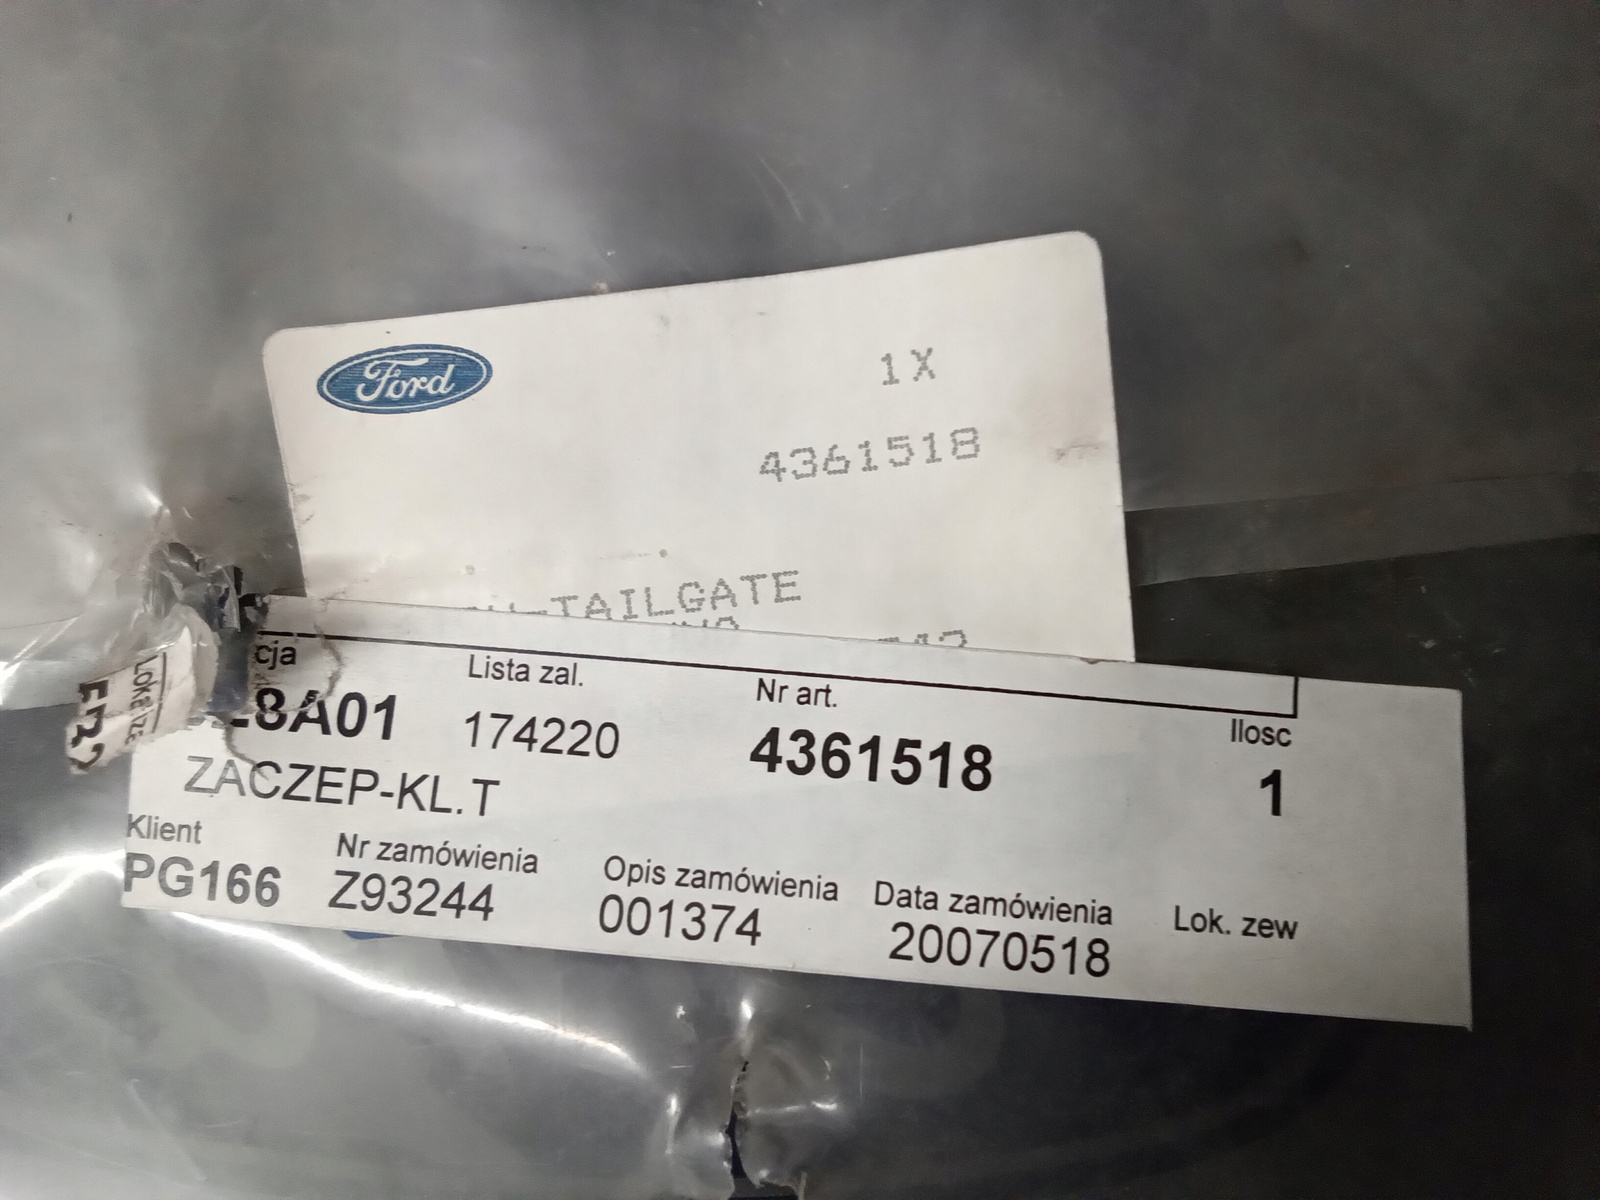 Ford
1X
4361518
-TAILGATE
cja
Lista zal.
Nr art.
Ilosc
8A01
174220
4361518
1
ZACZEP-KL.T
Klient
Nr zamówienia
Opis zamówienia
Data zamówienia
Lok. zew
PG166
Z93244
001374
20070518